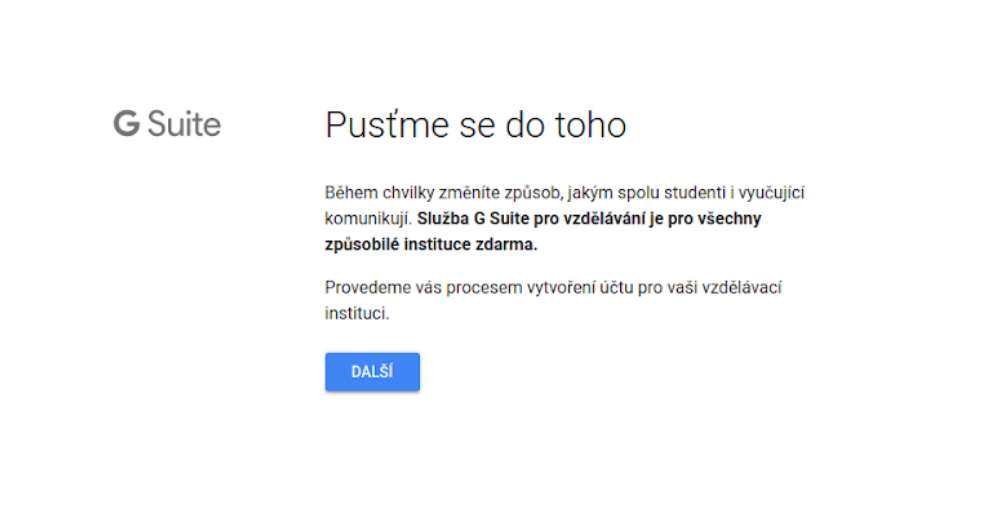 G Suite
Pusťme se do toho
Během chvilky změníte způsob, jakým spolu studenti i vyučující
komunikují. Služba G Suite pro vzdělávání je pro všechny
způsobilé instituce zdarma.
Provedeme vás procesem vytvoření účtu pro vaši vzdělávací
instituci.
DALŠÍ